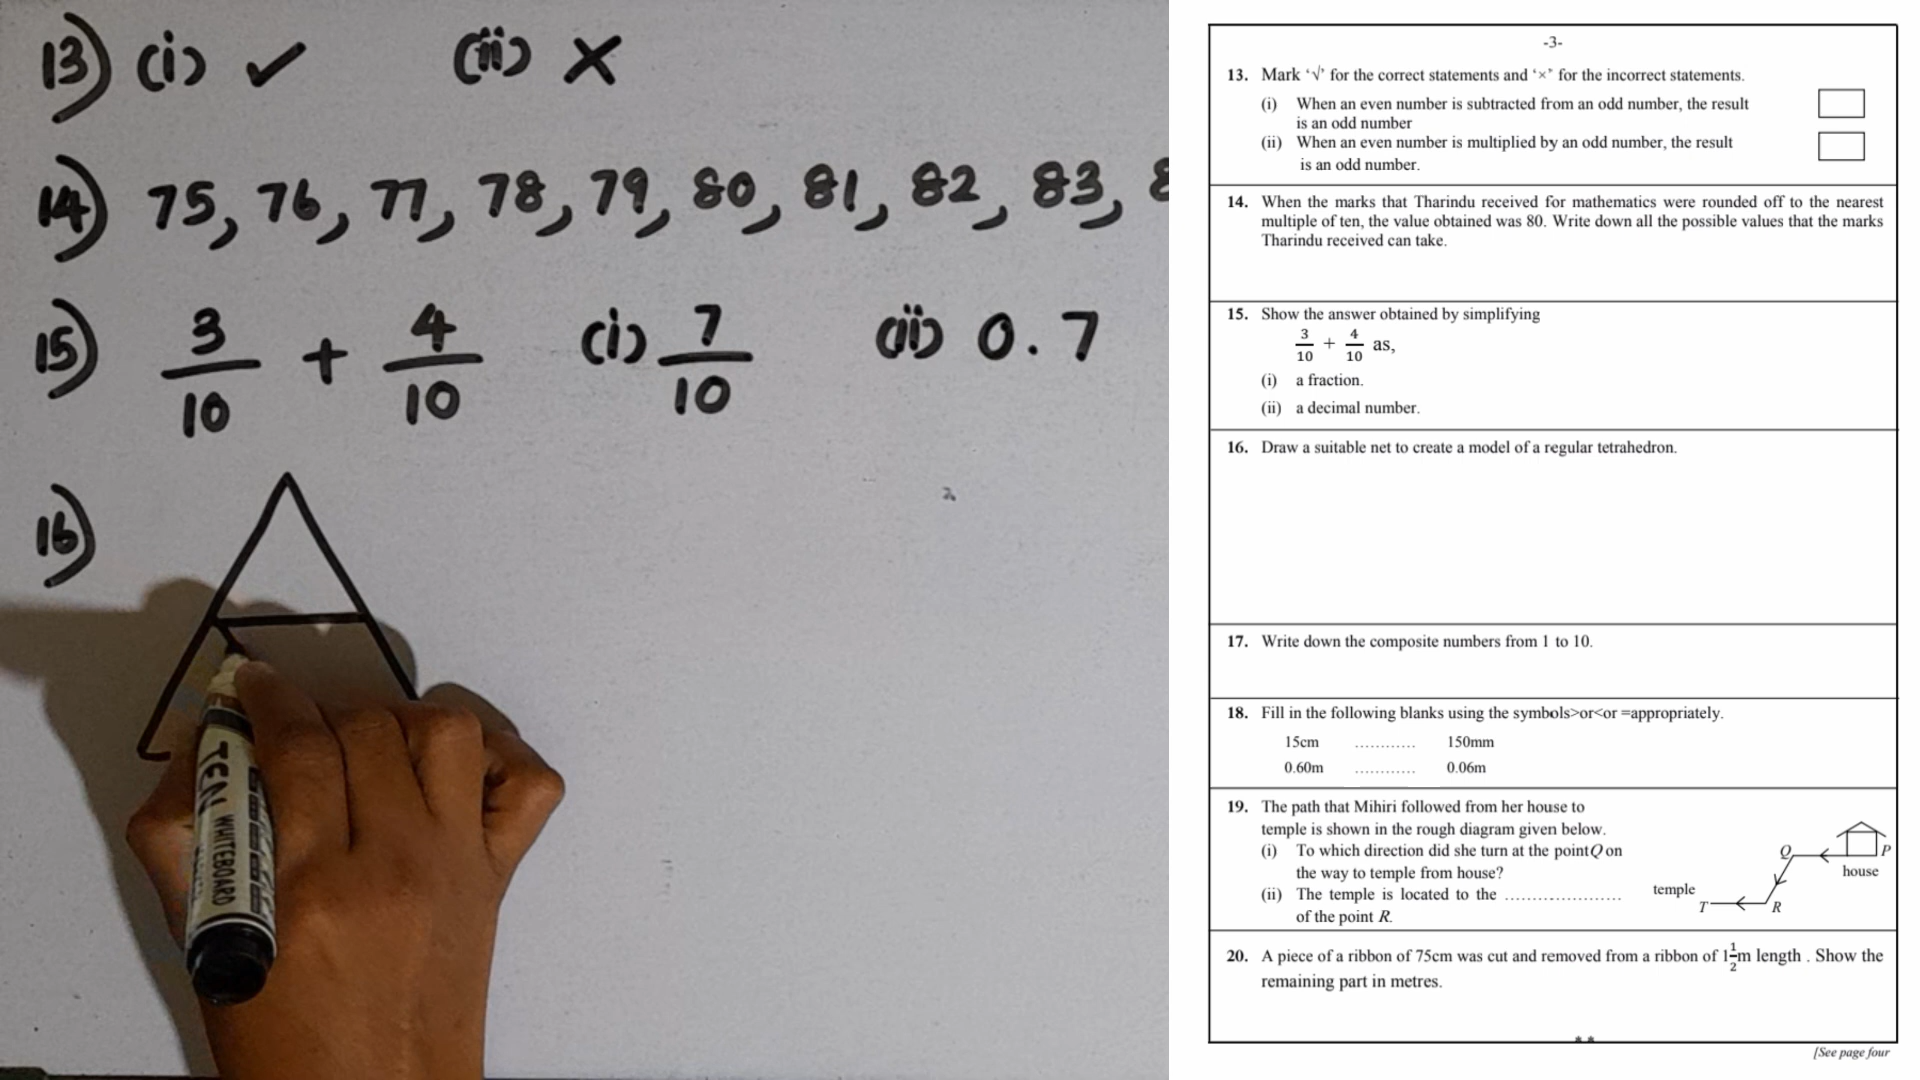 13) (i) ✓ (ii) ×
14) 75, 76, 77, 78, 79, 80, 81, 82, 83,
15) 3/10 + 4/10 (i) 7/10 (ii) 0.7
16)
TEN WHITEBOARD
-3-
13. Mark ‘√’ for the correct statements and ‘×’ for the incorrect statements.
(i) When an even number is subtracted from an odd number, the result
is an odd number
(ii) When an even number is multiplied by an odd number, the result
is an odd number.
14. When the marks that Tharindu received for mathematics were rounded off to the nearest
multiple of ten, the value obtained was 80. Write down all the possible values that the marks
Tharindu received can take.
15. Show the answer obtained by simplifying
3/10 + 4/10 as,
(i) a fraction.
(ii) a decimal number.
16. Draw a suitable net to create a model of a regular tetrahedron.
17. Write down the composite numbers from 1 to 10.
18. Fill in the following blanks using the symbols>or<or =appropriately.
15cm ............ 150mm
0.60m ............ 0.06m
19. The path that Mihiri followed from her house to
temple is shown in the rough diagram given below.
(i) To which direction did she turn at the pointQ on
the way to temple from house?
(ii) The temple is located to the .......................
of the point R.
Q P
house
temple
T R
20. A piece of a ribbon of 75cm was cut and removed from a ribbon of 1 1/2m length . Show the
remaining part in metres.
**
[See page four